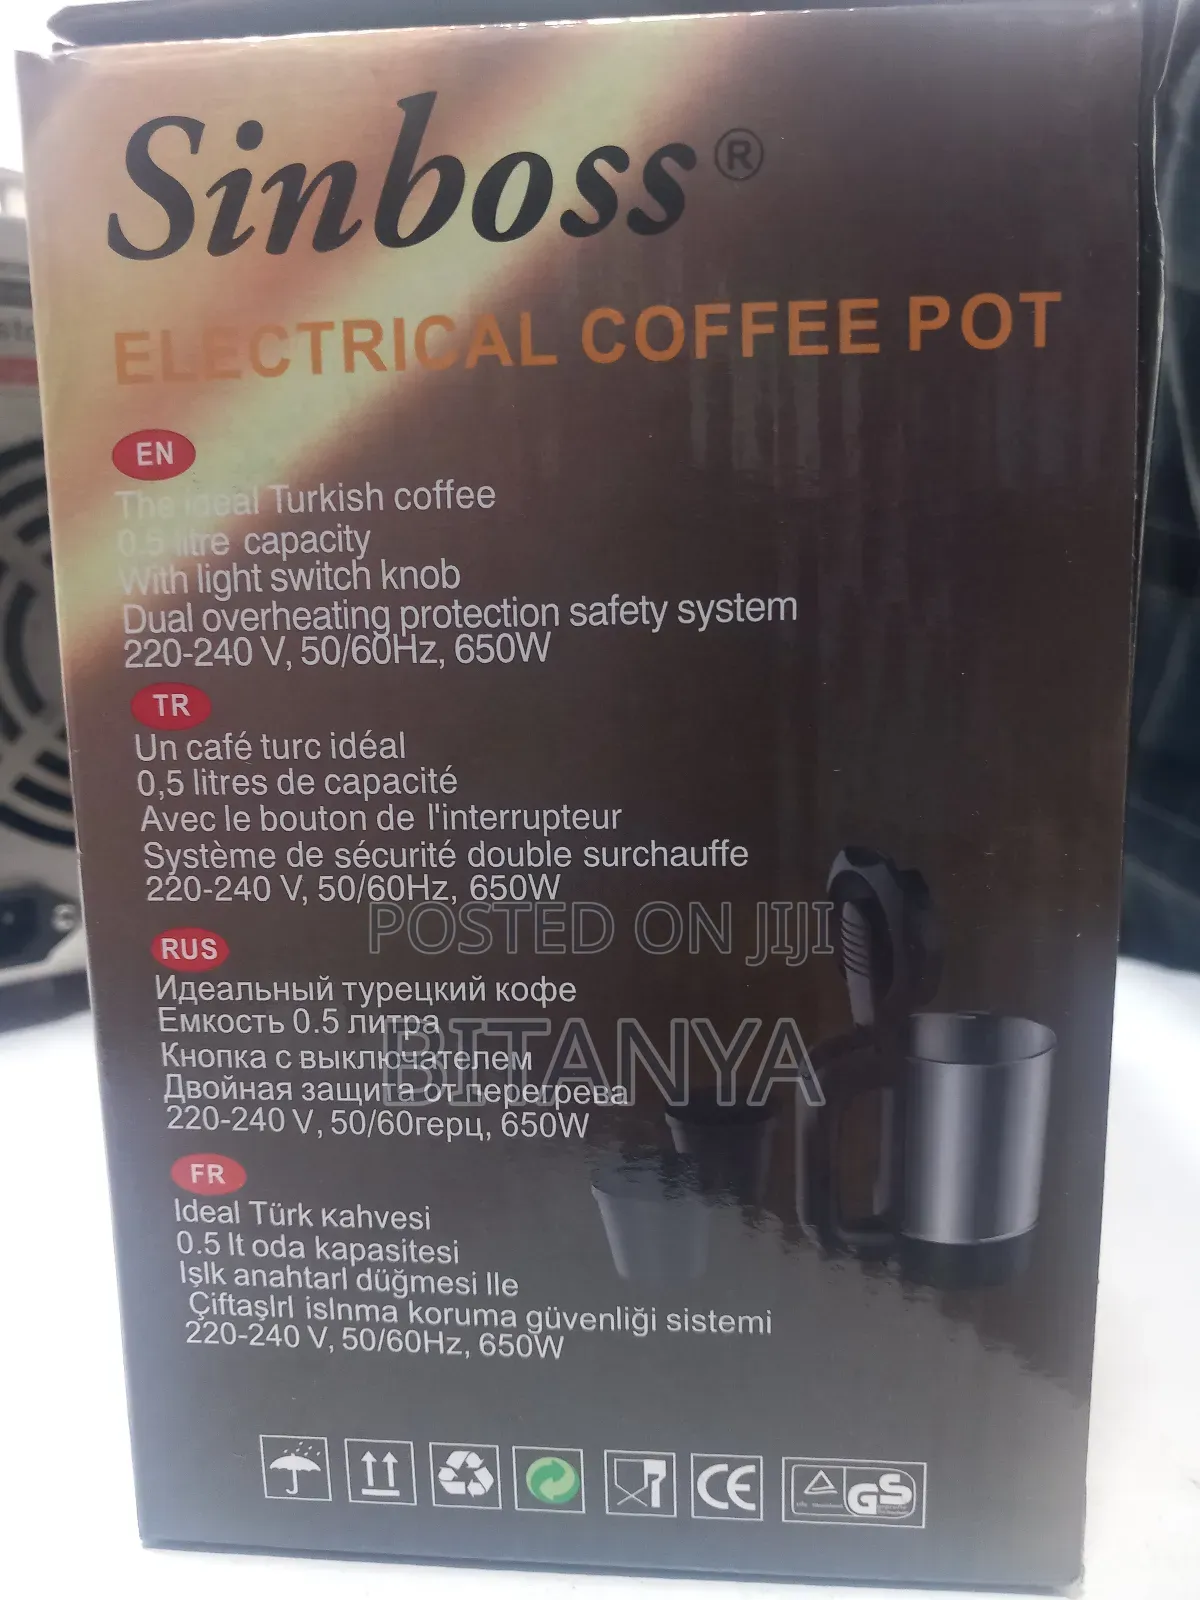 Sinboss®
ELECTRICAL COFFEE POT
EN
The ideal Turkish coffee
0.5 litre capacity
With light switch knob
Dual overheating protection safety system
220-240 V, 50/60Hz, 650W
TR
Un café turc idéal
0,5 litres de capacité
Avec le bouton de l'interrupteur
Système de sécurité double surchauffe
220-240 V, 50/60Hz, 650W
POSTED ON JIJI
RUS
Идеальный турецкий кофе
Емкость 0.5 литра
BITANYA
Кнопка с выключателем
Двойная защита от перегрева
220-240 V, 50/60герц, 650W
FR
Ideal Türk kahvesi
0.5 lt oda kapasitesi
Işlk anahtarl düğmesi Ile
Çiftaşlrl islnma koruma güvenliği sistemi
220-240 V, 50/60Hz, 650W
CE
GS